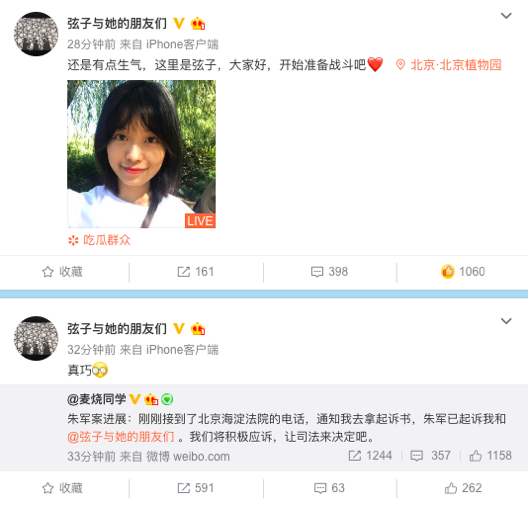 弦子与她的朋友们
28分钟前 来自 iPhone客户端
还是有点生气，这里是弦子，大家好，开始准备战斗吧❤️ 北京·北京植物园
LIVE
吃瓜群众
收藏 161 398 1060
弦子与她的朋友们
32分钟前 来自 iPhone客户端
真巧
@麦烧同学
朱军案进展：刚刚接到了北京海淀法院的电话，通知我去拿起诉书，朱军已起诉我和
@弦子与她的朋友们 。我们将积极应诉，让司法来决定吧。
33分钟前 来自 微博 weibo.com 1244 357 1158
收藏 591 63 262